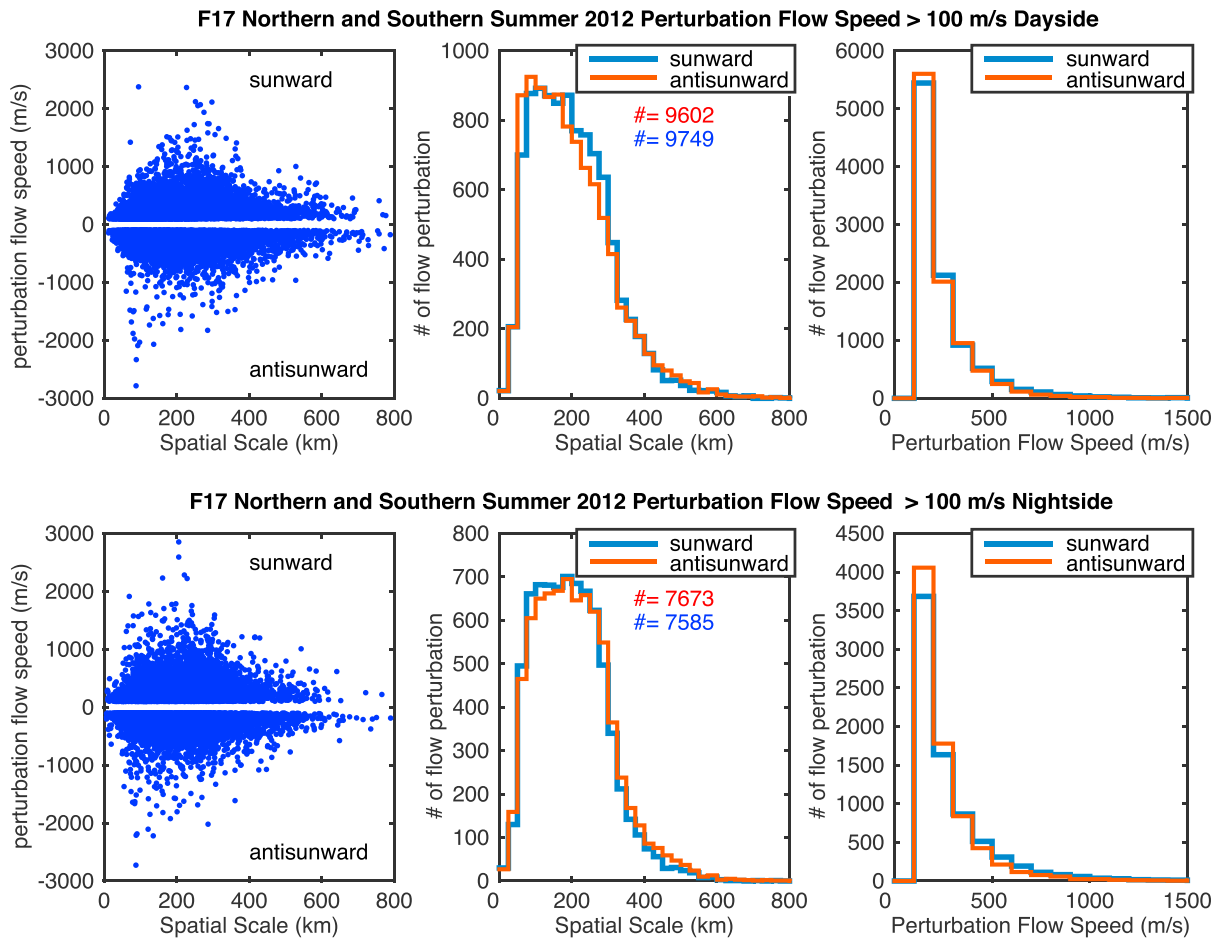 F17 Northern and Southern Summer 2012 Perturbation Flow Speed > 100 m/s Dayside
perturbation flow speed (m/s)
3000
2000
1000
0
-1000
-2000
-3000
sunward
antisunward
0 200 400 600 800
Spatial Scale (km)
# of flow perturbation
1000
800
600
400
200
0
sunward
antisunward
#= 9602
#= 9749
0 200 400 600 800
Spatial Scale (km)
# of flow perturbation
6000
5000
4000
3000
2000
1000
0
sunward
antisunward
0 500 1000 1500
Perturbation Flow Speed (m/s)
F17 Northern and Southern Summer 2012 Perturbation Flow Speed > 100 m/s Nightside
perturbation flow speed (m/s)
3000
2000
1000
0
-1000
-2000
-3000
sunward
antisunward
0 200 400 600 800
Spatial Scale (km)
# of flow perturbation
800
700
600
500
400
300
200
100
0
sunward
antisunward
#= 7673
#= 7585
0 200 400 600 800
Spatial Scale (km)
# of flow perturbation
4500
4000
3500
3000
2500
2000
1500
1000
500
0
sunward
antisunward
0 500 1000 1500
Perturbation Flow Speed (m/s)